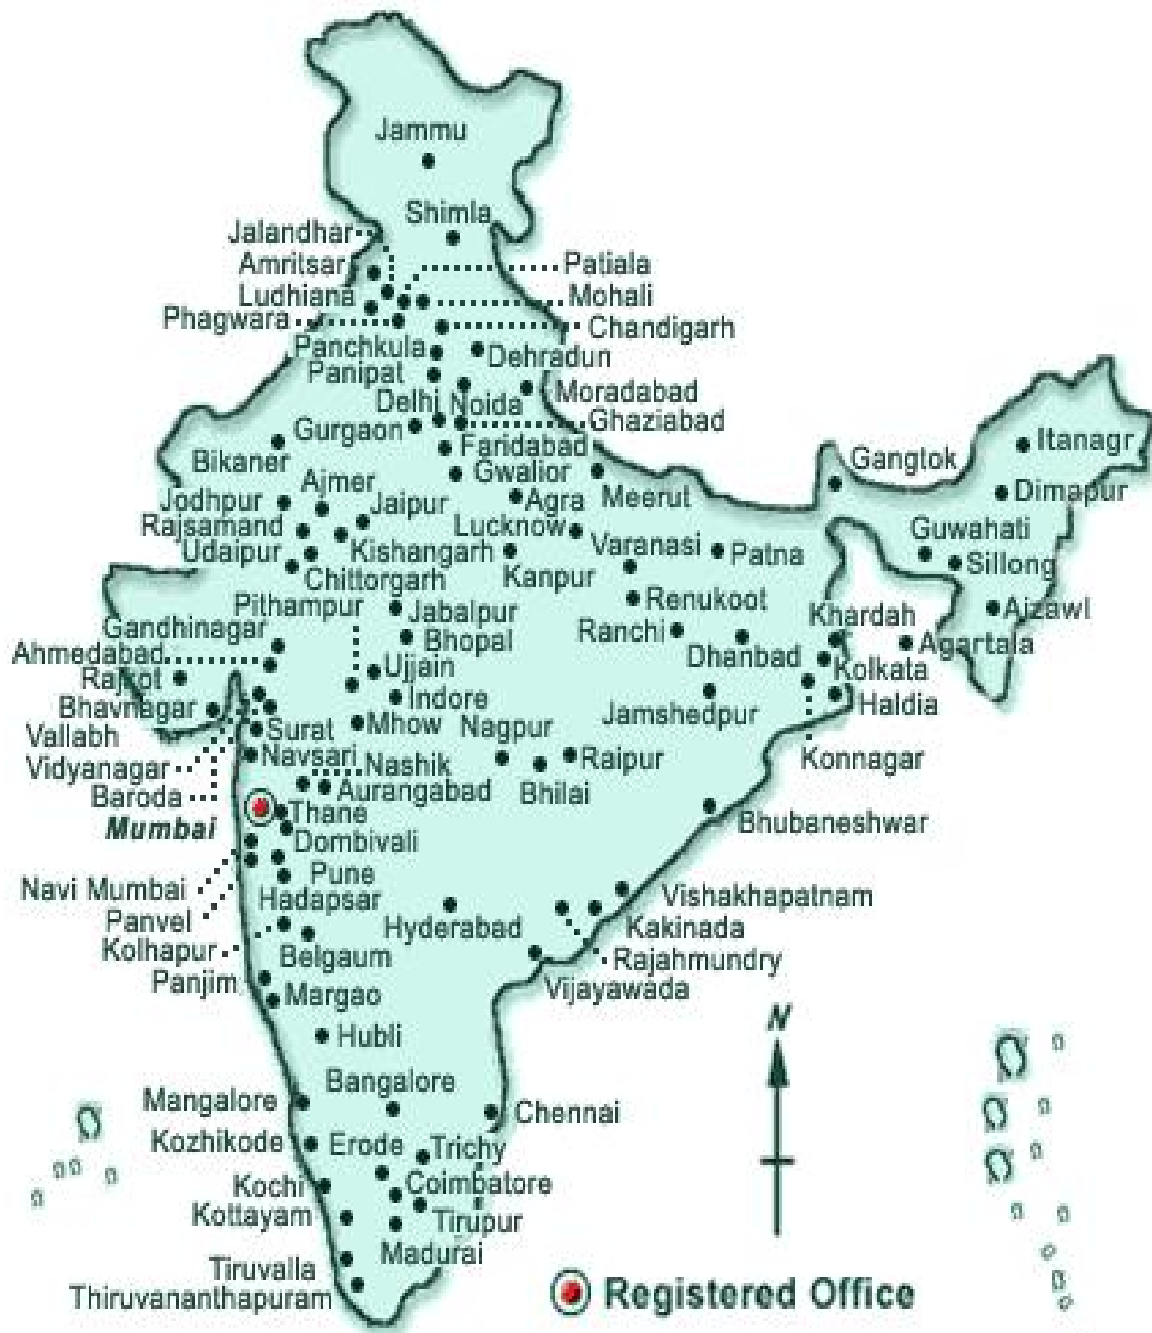 Jammu
Shimla
Jalandhar
Amritsar
Patiala
Ludhiana
Mohali
Phagwara
Chandigarh
Panchkula
Dehradun
Panipat
Moradabad
Delhi Noida
Ghaziabad
Gurgaon
Faridabad
Itanagr
Bikaner
Gwalior
Gangtok
Ajmer
Meerut
Dimapur
Jodhpur
Jaipur
Agra
Rajsamand
Lucknow
Guwahati
Udaipur
Kishangarh
Varanasi
Patna
Sillong
Chittorgarh
Kanpur
Pithampur
Jabalpur
Renukoot
Khardah
Aizawl
Gandhinagar
Bhopal
Ranchi
Agartala
Ahmedabad
Ujjain
Dhanbad
Kolkata
Rajkot
Indore
Haldia
Bhavnagar
Mhow
Nagpur
Jamshedpur
Vallabh
Vidyanagar
Surat
Navsari
Nashik
Raipur
Konnagar
Baroda
Aurangabad
Bhilai
Mumbai
Thane
Bhubaneshwar
Dombivali
Navi Mumbai
Pune
Panvel
Hadapsar
Vishakhapatnam
Kolhapur
Hyderabad
Kakinada
Belgaum
Rajahmundry
Panjim
Margao
Vijayawada
N
Hubli
Bangalore
Mangalore
Chennai
Kozhikode
Erode
Trichy
Kochi
Coimbatore
Kottayam
Tirupur
Madurai
Tiruvalla
Thiruvananthapuram
Registered Office